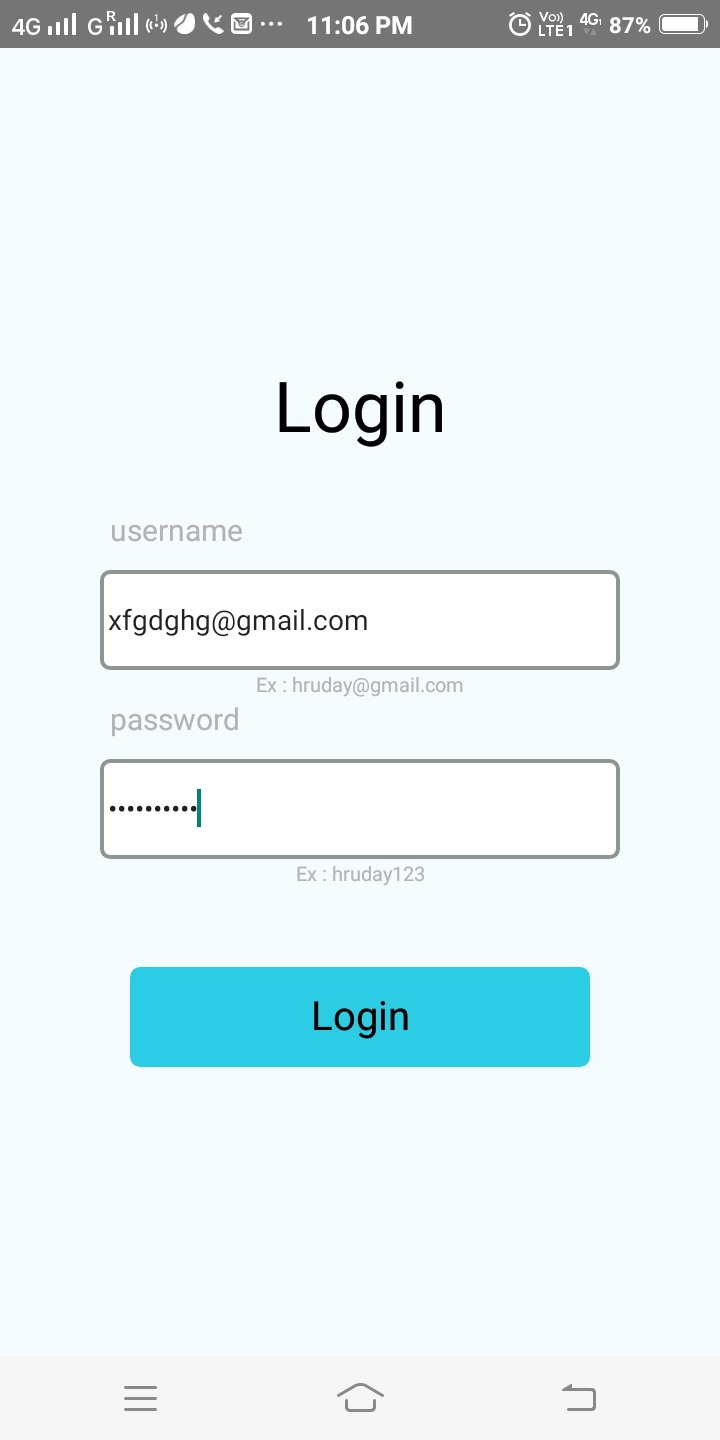 4G G R 11:06 PM Vo)) LTE1 4G1 87%
Login
username
xfgdghg@gmail.com
Ex : hruday@gmail.com
password
••••••••••
Ex : hruday123
Login